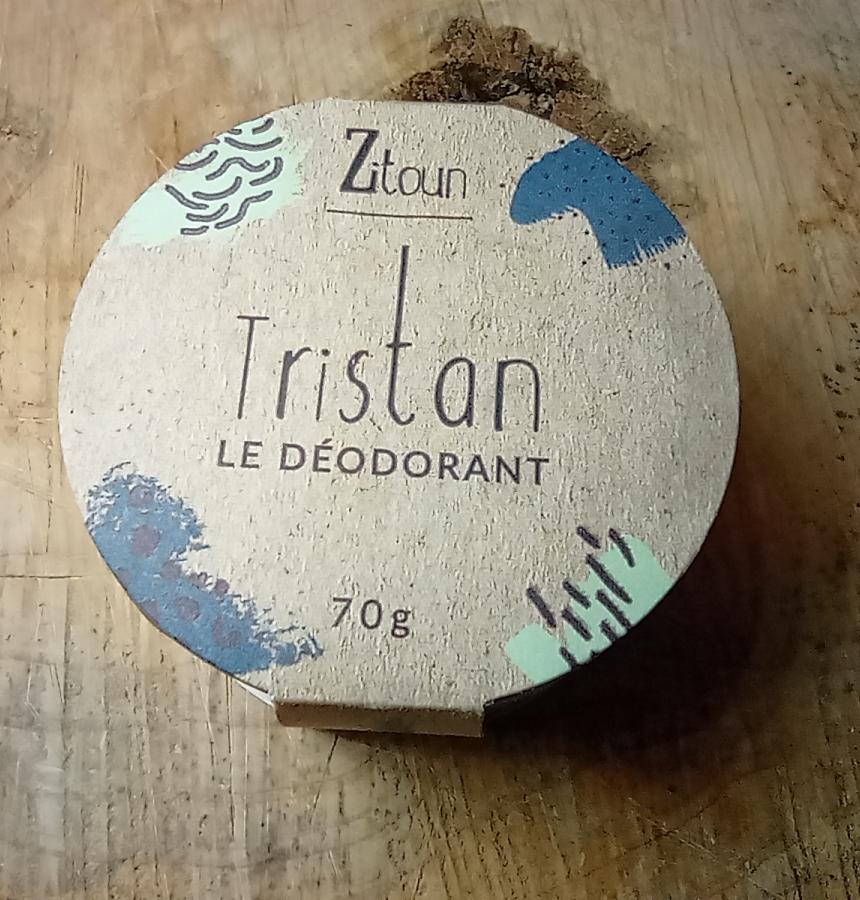 Zitoun
Tristan
LE DÉODORANT
70g